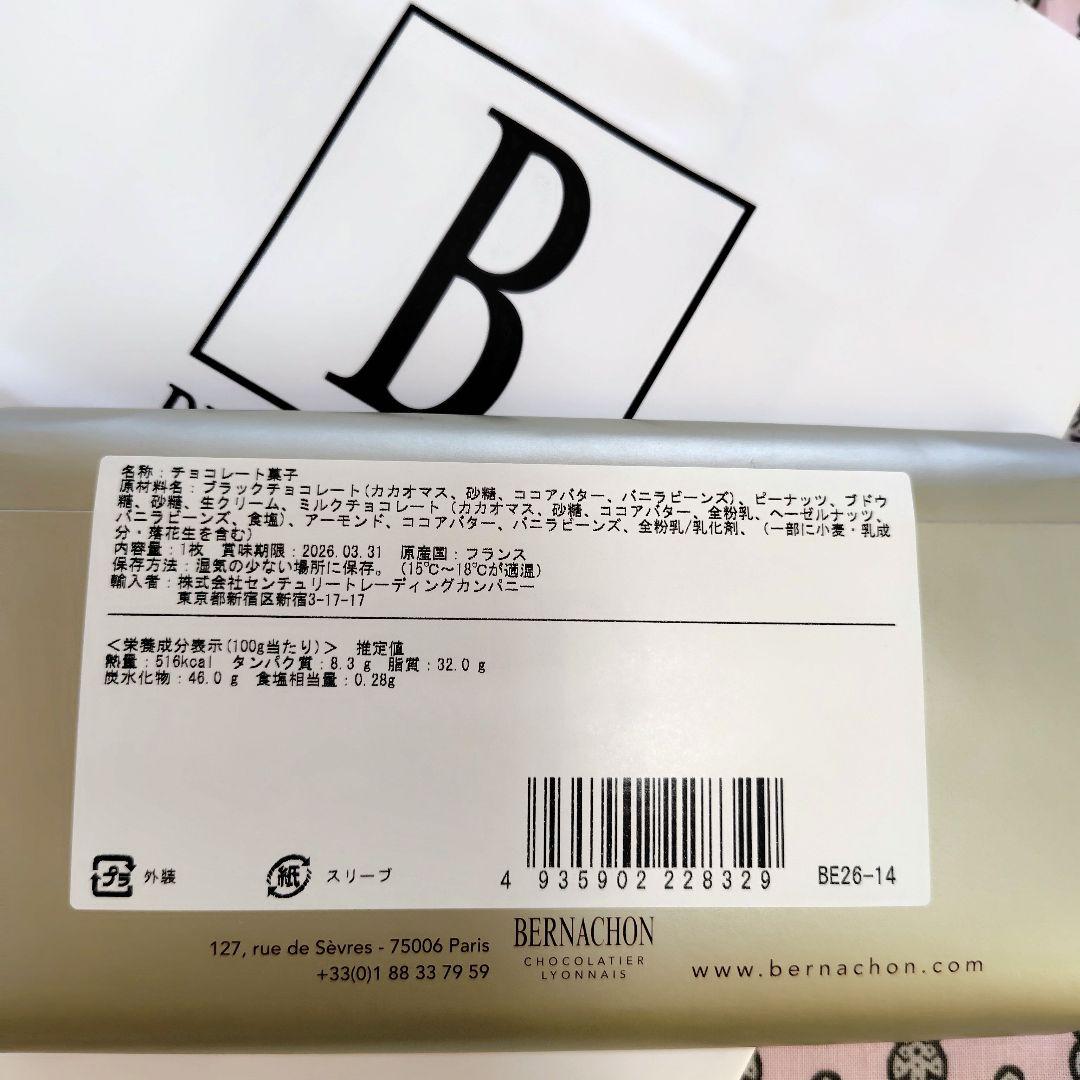 B
名称：チョコレート菓子
原材料名：ブラックチョコレート(カカオマス、砂糖、ココアバター、バニラビーンズ)、ピーナッツ、ブドウ
糖、砂糖、生クリーム、ミルクチョコレート（カカオマス、砂糖、ココアバター、全粉乳、ヘーゼルナッツ、
バニラビーンズ、食塩)、アーモンド、ココアバター、バニラビーンズ、全粉乳/乳化剤、（一部に小麦・乳成
分・落花生を含む)
内容量：1枚 賞味期限：2026.03.31 原産国：フランス
保存方法：湿気の少ない場所に保存。（15℃～18℃が適温）
輸入者：株式会社センチュリートレーディングカンパニー
東京都新宿区新宿3-17-17
＜栄養成分表示(100g当たり)＞ 推定値
熱量：516kcal タンパク質：8.3 g 脂質：32.0 g
炭水化物：46.0 g 食塩相当量：0.28g
プラ 外装 紙 スリーブ
4 935902 228329 BE26-14
127, rue de Sèvres - 75006 Paris
+33(0)1 88 33 79 59
BERNACHON
CHOCOLATIER
LYONNAIS
www.bernachon.com